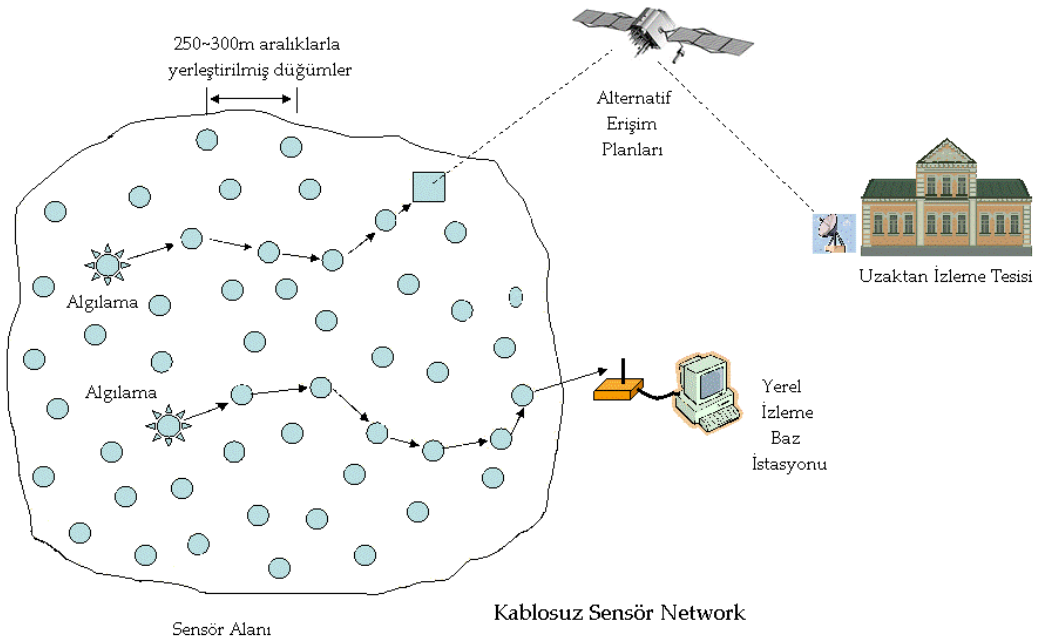 250~300m aralıklarla
yerleştirilmiş düğümler
Alternatif
Erişim
Planları
Uzaktan İzleme Tesisi
Algılama
Algılama
Yerel
İzleme
Baz
İstasyonu
Kablosuz Sensör Network
Sensör Alanı